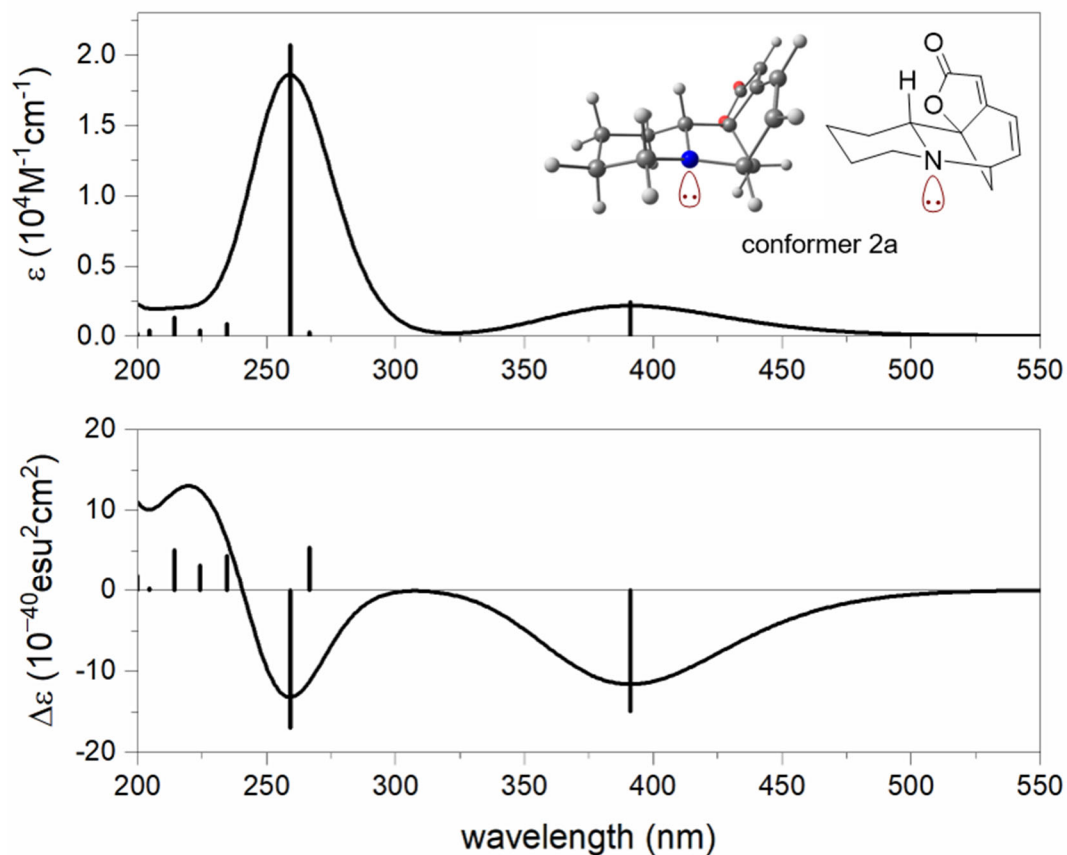 2.0
1.5
1.0
0.5
0.0
ε (10⁴M⁻¹cm⁻¹)
O
H
O
N
conformer 2a
200 250 300 350 400 450 500 550
20
10
0
-10
-20
Δε (10⁻⁴⁰esu²cm²)
200 250 300 350 400 450 500 550
wavelength (nm)